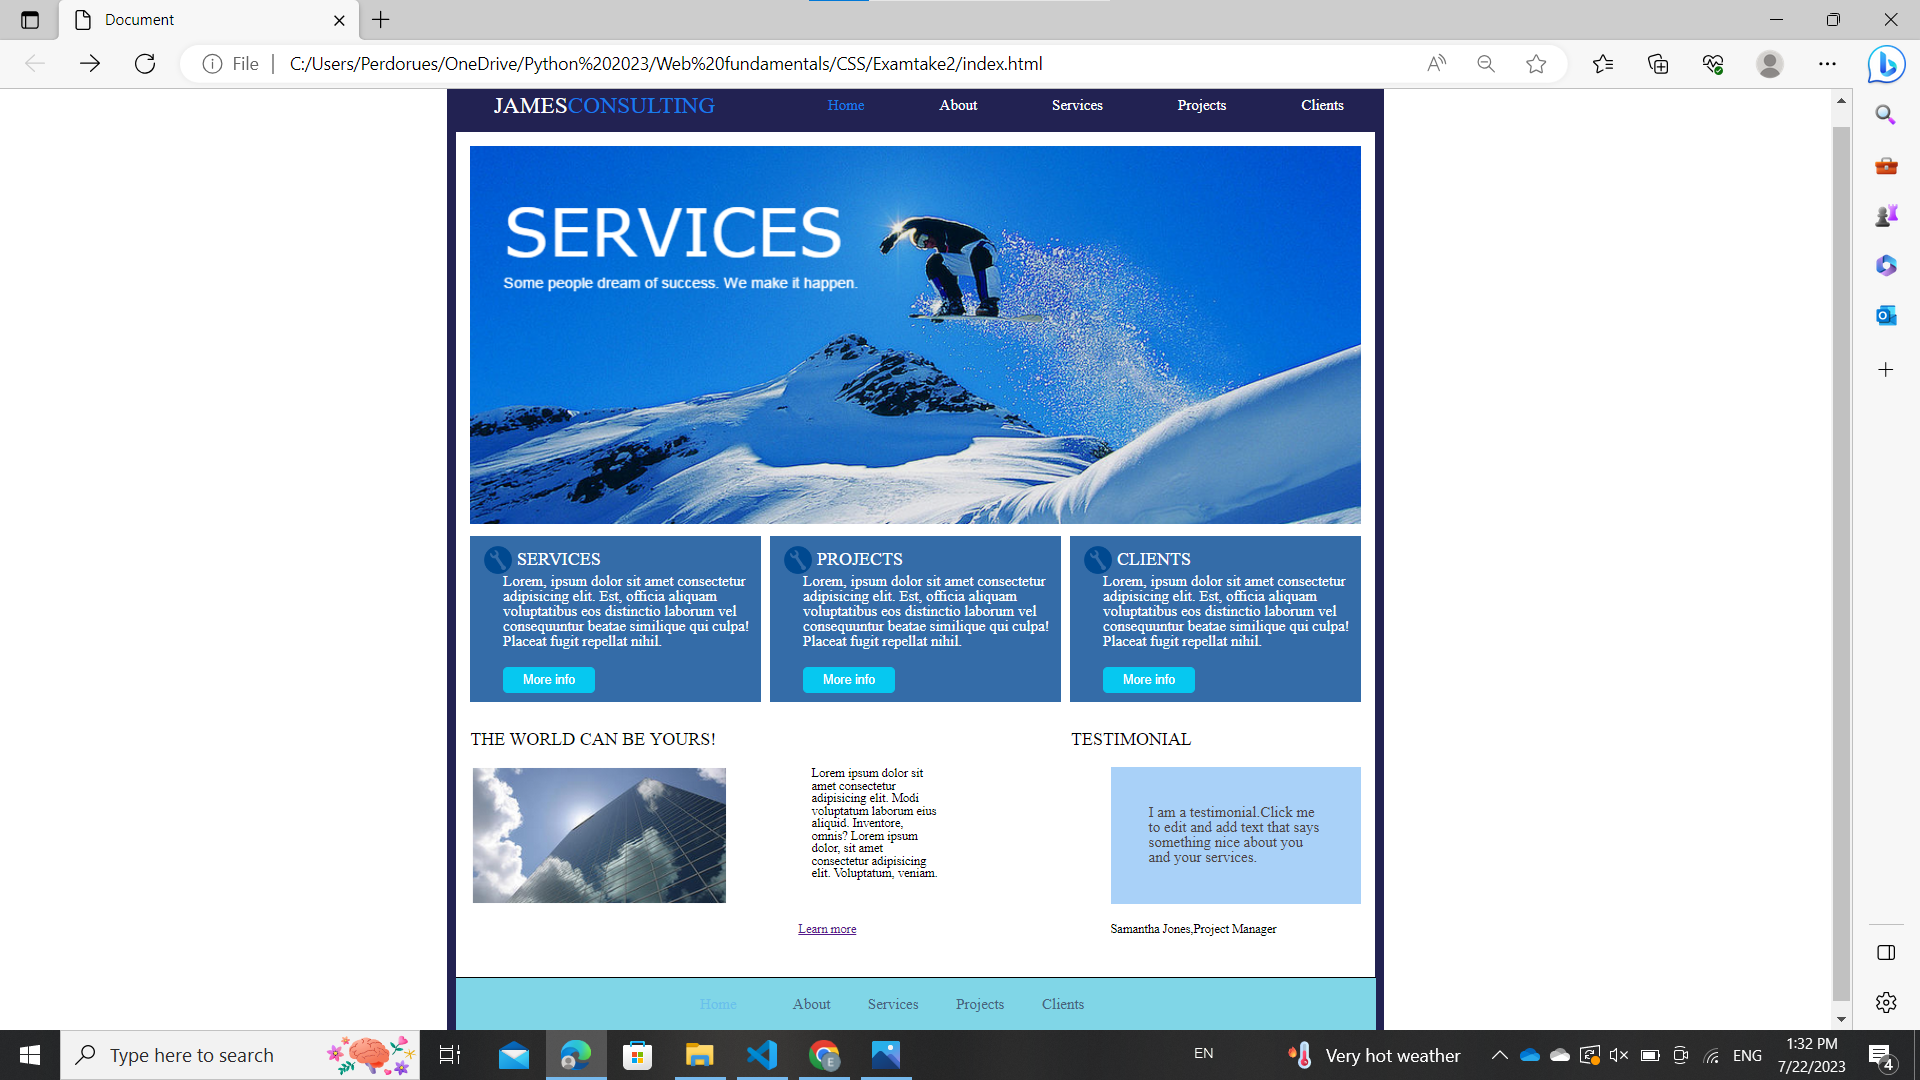 Document
File
C:/Users/Perdorues/OneDrive/Python%202023/Web%20fundamentals/CSS/Examtake2/index.html
JAMESCONSULTING Home About Services Projects Clients
SERVICES
Some people dream of success. We make it happen.
SERVICES
Lorem, ipsum dolor sit amet consectetur
adipisicing elit. Est, officia aliquam
voluptatibus eos distinctio laborum vel
consequuntur beatae similique qui culpa!
Placeat fugit repellat nihil.
More info
PROJECTS
Lorem, ipsum dolor sit amet consectetur
adipisicing elit. Est, officia aliquam
voluptatibus eos distinctio laborum vel
consequuntur beatae similique qui culpa!
Placeat fugit repellat nihil.
More info
CLIENTS
Lorem, ipsum dolor sit amet consectetur
adipisicing elit. Est, officia aliquam
voluptatibus eos distinctio laborum vel
consequuntur beatae similique qui culpa!
Placeat fugit repellat nihil.
More info
THE WORLD CAN BE YOURS!
Lorem ipsum dolor sit
amet consectetur
adipisicing elit. Modi
voluptatum laborum eius
aliquid. Inventore,
omnis? Lorem ipsum
dolor, sit amet
consectetur adipisicing
elit. Voluptatum, veniam.
Learn more
TESTIMONIAL
I am a testimonial.Click me
to edit and add text that says
something nice about you
and your services.
Samantha Jones,Project Manager
Home About Services Projects Clients
Type here to search
EN
Very hot weather
ENG
1:32 PM
7/22/2023
4